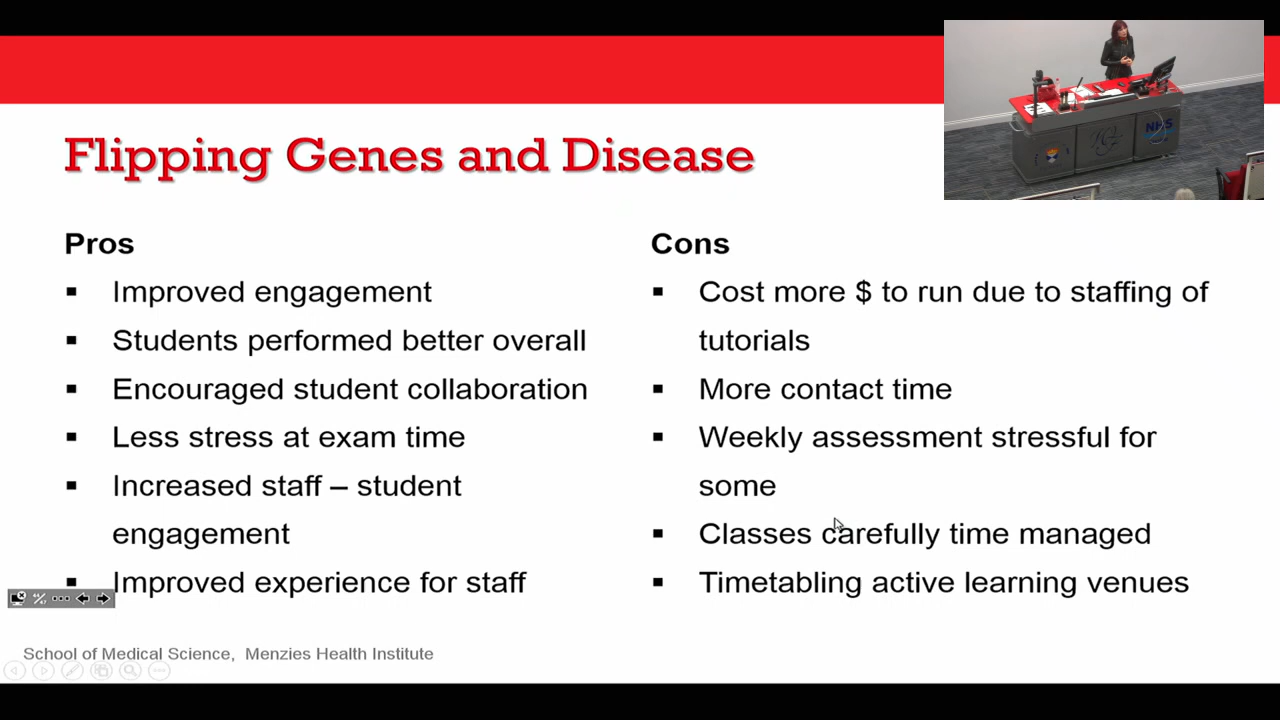 Flipping Genes and Disease
Pros
▪ Improved engagement
▪ Students performed better overall
▪ Encouraged student collaboration
▪ Less stress at exam time
▪ Increased staff – student
engagement
▪ Improved experience for staff
Cons
▪ Cost more $ to run due to staffing of
tutorials
▪ More contact time
▪ Weekly assessment stressful for
some
▪ Classes carefully time managed
▪ Timetabling active learning venues
School of Medical Science, Menzies Health Institute
NHS